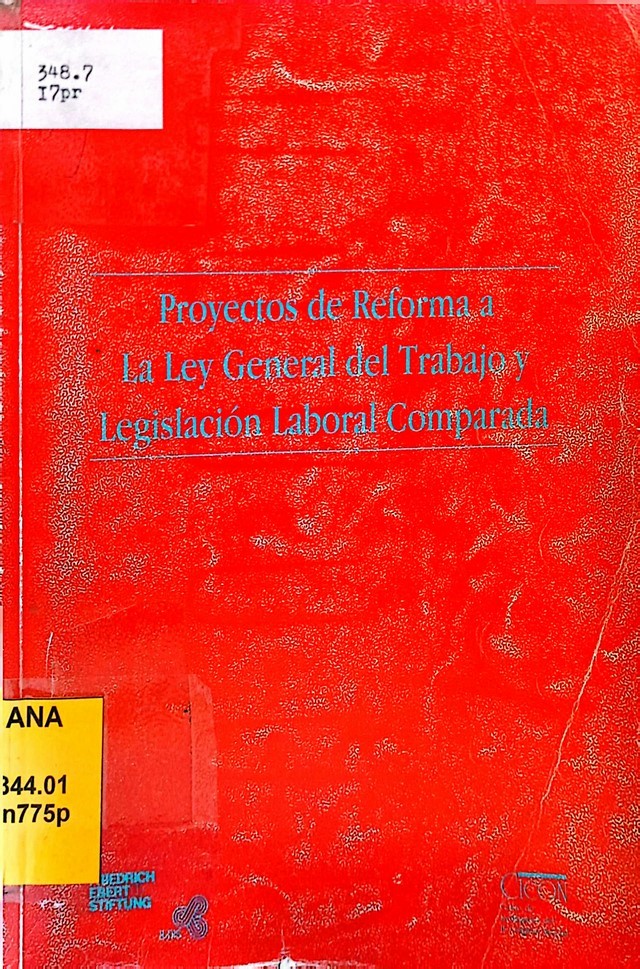 348.7
I7pr
Proyectos de Reforma a
La Ley General del Trabajo y
Legislación Laboral Comparada
ANA
344.01
n775p
EDRICH
EBERT
STIFTUNG